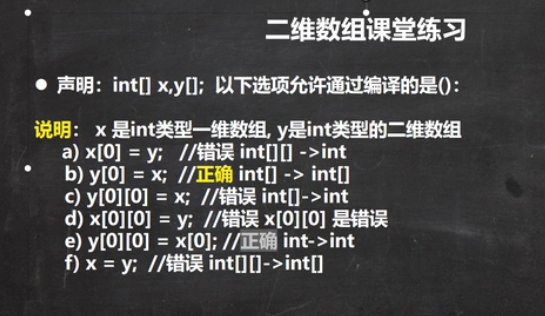 二维数组课堂练习
● 声明：int[] x,y[]; 以下选项允许通过编译的是():
说明： x 是int类型一维数组, y是int类型的二维数组
a) x[0] = y; //错误 int[][] ->int
b) y[0] = x; //正确 int[] -> int[]
c) y[0][0] = x; //错误 int[]->int
d) x[0][0] = y; //错误 x[0][0] 是错误
e) y[0][0] = x[0]; //正确 int->int
f) x = y; //错误 int[][]->int[]